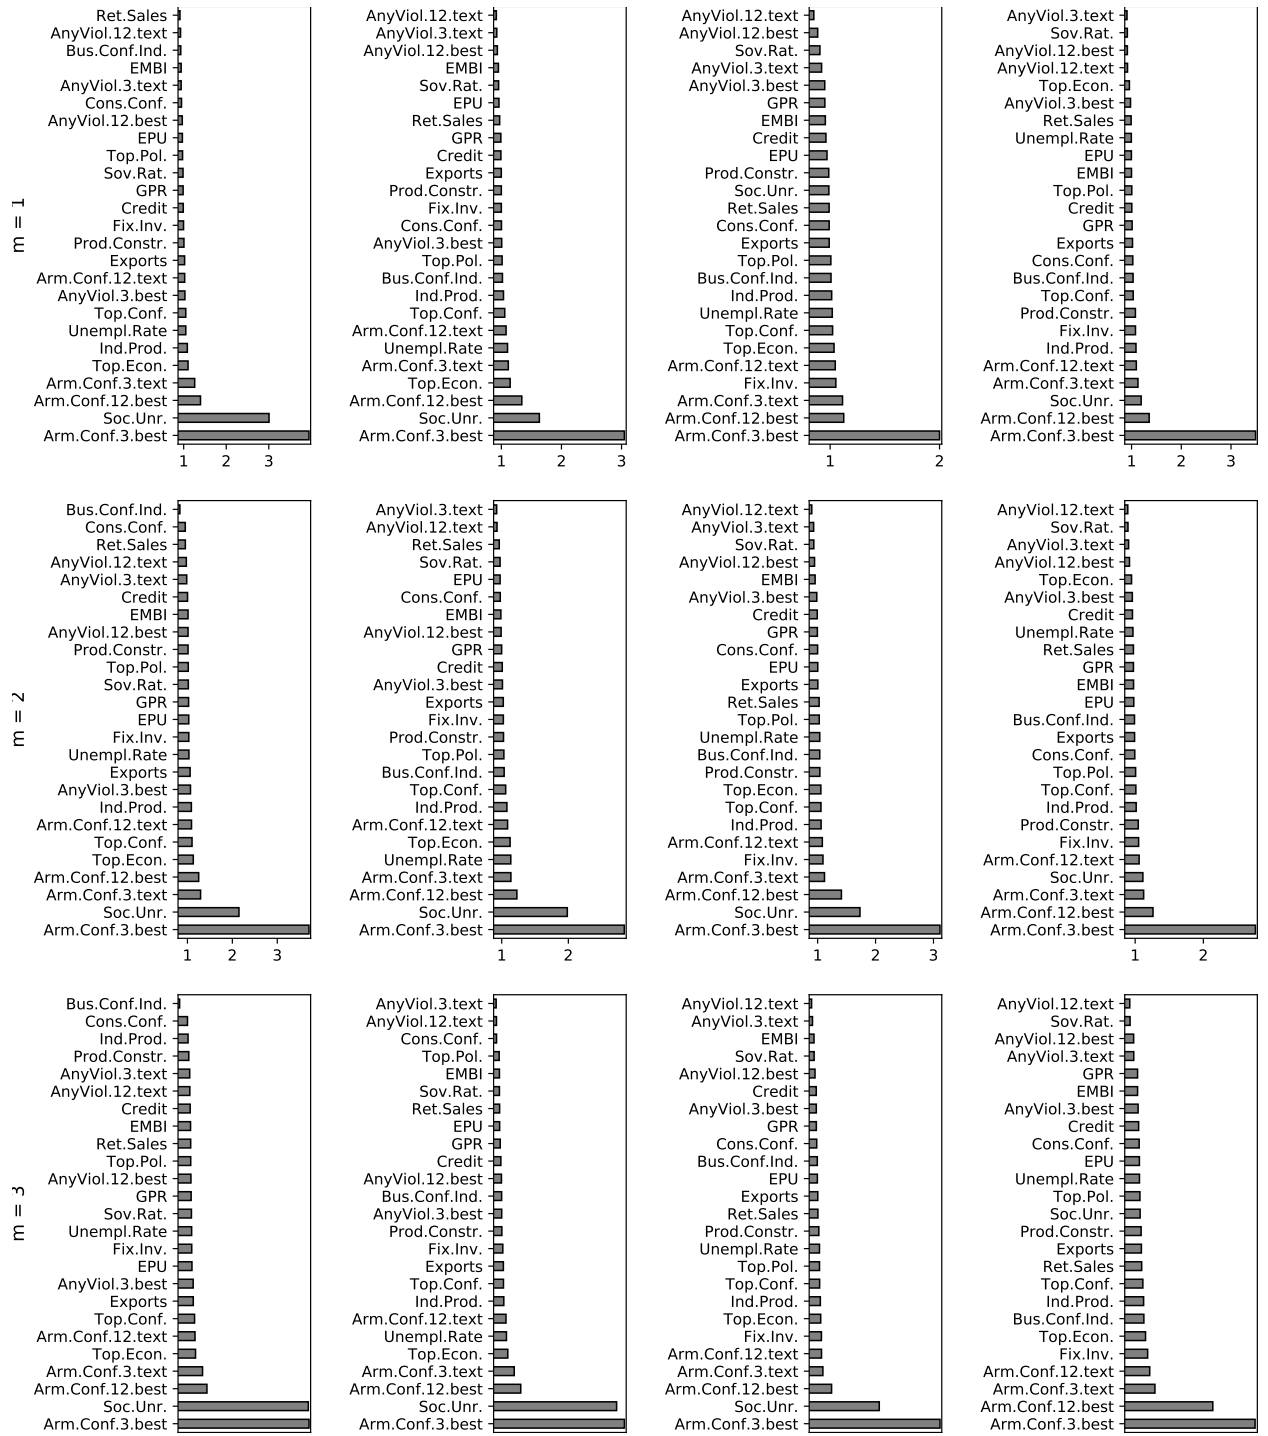 m = 1
Ret.Sales
AnyViol.12.text
Bus.Conf.Ind.
EMBI
AnyViol.3.text
Cons.Conf.
AnyViol.12.best
EPU
Top.Pol.
Sov.Rat.
GPR
Credit
Fix.Inv.
Prod.Constr.
Exports
Arm.Conf.12.text
AnyViol.3.best
Top.Conf.
Unempl.Rate
Ind.Prod.
Top.Econ.
Arm.Conf.3.text
Arm.Conf.12.best
Soc.Unr.
Arm.Conf.3.best
1 2 3
AnyViol.12.text
AnyViol.3.text
AnyViol.12.best
EMBI
Sov.Rat.
EPU
Ret.Sales
GPR
Credit
Exports
Prod.Constr.
Fix.Inv.
Cons.Conf.
AnyViol.3.best
Top.Pol.
Bus.Conf.Ind.
Ind.Prod.
Top.Conf.
Arm.Conf.12.text
Unempl.Rate
Arm.Conf.3.text
Top.Econ.
Arm.Conf.12.best
Soc.Unr.
Arm.Conf.3.best
1 2 3
AnyViol.12.text
AnyViol.12.best
Sov.Rat.
AnyViol.3.text
AnyViol.3.best
GPR
EMBI
Credit
EPU
Prod.Constr.
Soc.Unr.
Ret.Sales
Cons.Conf.
Exports
Top.Pol.
Bus.Conf.Ind.
Ind.Prod.
Unempl.Rate
Top.Conf.
Top.Econ.
Arm.Conf.12.text
Fix.Inv.
Arm.Conf.3.text
Arm.Conf.12.best
Arm.Conf.3.best
1 2
AnyViol.3.text
Sov.Rat.
AnyViol.12.best
AnyViol.12.text
Top.Econ.
AnyViol.3.best
Ret.Sales
Unempl.Rate
EPU
EMBI
Top.Pol.
Credit
GPR
Exports
Cons.Conf.
Bus.Conf.Ind.
Top.Conf.
Prod.Constr.
Fix.Inv.
Ind.Prod.
Arm.Conf.12.text
Arm.Conf.3.text
Soc.Unr.
Arm.Conf.12.best
Arm.Conf.3.best
1 2 3
m = 2
Bus.Conf.Ind.
Cons.Conf.
Ret.Sales
AnyViol.12.text
AnyViol.3.text
Credit
EMBI
AnyViol.12.best
Prod.Constr.
Top.Pol.
Sov.Rat.
GPR
EPU
Fix.Inv.
Unempl.Rate
Exports
AnyViol.3.best
Ind.Prod.
Arm.Conf.12.text
Top.Conf.
Top.Econ.
Arm.Conf.12.best
Arm.Conf.3.text
Soc.Unr.
Arm.Conf.3.best
1 2 3
AnyViol.3.text
AnyViol.12.text
Ret.Sales
Sov.Rat.
EPU
Cons.Conf.
EMBI
AnyViol.12.best
GPR
Credit
AnyViol.3.best
Exports
Fix.Inv.
Prod.Constr.
Top.Pol.
Bus.Conf.Ind.
Top.Conf.
Ind.Prod.
Arm.Conf.12.text
Top.Econ.
Unempl.Rate
Arm.Conf.3.text
Arm.Conf.12.best
Soc.Unr.
Arm.Conf.3.best
1 2
AnyViol.12.text
AnyViol.3.text
Sov.Rat.
AnyViol.12.best
EMBI
AnyViol.3.best
Credit
GPR
Cons.Conf.
EPU
Exports
Ret.Sales
Top.Pol.
Unempl.Rate
Bus.Conf.Ind.
Prod.Constr.
Top.Econ.
Top.Conf.
Ind.Prod.
Arm.Conf.12.text
Fix.Inv.
Arm.Conf.3.text
Arm.Conf.12.best
Soc.Unr.
Arm.Conf.3.best
1 2 3
AnyViol.12.text
Sov.Rat.
AnyViol.3.text
AnyViol.12.best
Top.Econ.
AnyViol.3.best
Credit
Unempl.Rate
Ret.Sales
GPR
EMBI
EPU
Bus.Conf.Ind.
Exports
Cons.Conf.
Top.Pol.
Top.Conf.
Ind.Prod.
Prod.Constr.
Fix.Inv.
Arm.Conf.12.text
Soc.Unr.
Arm.Conf.3.text
Arm.Conf.12.best
Arm.Conf.3.best
1 2
m = 3
Bus.Conf.Ind.
Cons.Conf.
Ind.Prod.
Prod.Constr.
AnyViol.3.text
AnyViol.12.text
Credit
EMBI
Ret.Sales
Top.Pol.
AnyViol.12.best
GPR
Sov.Rat.
Unempl.Rate
Fix.Inv.
EPU
AnyViol.3.best
Exports
Top.Conf.
Arm.Conf.12.text
Top.Econ.
Arm.Conf.3.text
Arm.Conf.12.best
Soc.Unr.
Arm.Conf.3.best
AnyViol.3.text
AnyViol.12.text
Cons.Conf.
Top.Pol.
EMBI
Sov.Rat.
Ret.Sales
EPU
GPR
Credit
AnyViol.12.best
Bus.Conf.Ind.
AnyViol.3.best
Prod.Constr.
Fix.Inv.
Exports
Top.Conf.
Ind.Prod.
Arm.Conf.12.text
Unempl.Rate
Top.Econ.
Arm.Conf.3.text
Arm.Conf.12.best
Soc.Unr.
Arm.Conf.3.best
AnyViol.12.text
AnyViol.3.text
EMBI
Sov.Rat.
AnyViol.12.best
Credit
AnyViol.3.best
GPR
Cons.Conf.
Bus.Conf.Ind.
EPU
Exports
Ret.Sales
Prod.Constr.
Unempl.Rate
Top.Pol.
Top.Conf.
Ind.Prod.
Top.Econ.
Fix.Inv.
Arm.Conf.12.text
Arm.Conf.3.text
Arm.Conf.12.best
Soc.Unr.
Arm.Conf.3.best
AnyViol.12.text
Sov.Rat.
AnyViol.12.best
AnyViol.3.text
GPR
EMBI
AnyViol.3.best
Credit
Cons.Conf.
EPU
Unempl.Rate
Top.Pol.
Soc.Unr.
Prod.Constr.
Exports
Ret.Sales
Top.Conf.
Ind.Prod.
Bus.Conf.Ind.
Top.Econ.
Fix.Inv.
Arm.Conf.12.text
Arm.Conf.3.text
Arm.Conf.12.best
Arm.Conf.3.best